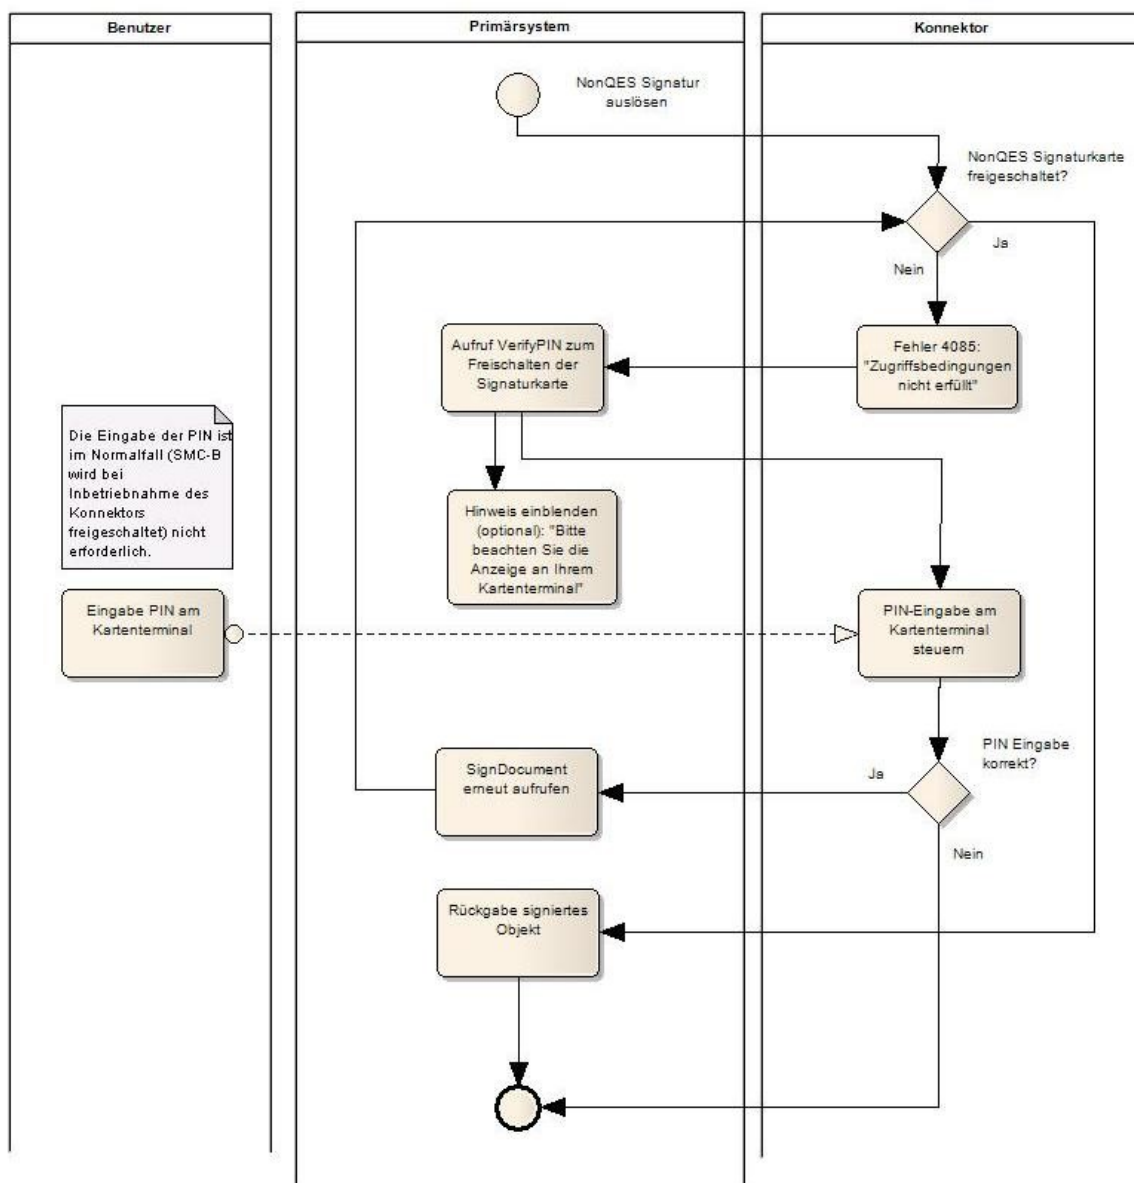 Benutzer
Primärsystem
Konnektor
NonQES Signatur
auslösen
NonQES Signaturkarte
freigeschaltet?
Ja
Nein
Aufruf VerifyPIN zum
Freischalten der
Signaturkarte
Fehler 4085:
"Zugriffsbedingungen
nicht erfüllt"
Die Eingabe der PIN ist
im Normalfall (SMC-B
wird bei
Inbetriebnahme des
Konnektors
freigeschaltet) nicht
erforderlich.
Hinweis einblenden
(optional): "Bitte
beachten Sie die
Anzeige an Ihrem
Kartenterminal"
Eingabe PIN am
Kartenterminal
PIN-Eingabe am
Kartenterminal
steuern
PIN Eingabe
korrekt?
Ja
SignDocument
erneut aufrufen
Nein
Rückgabe signiertes
Objekt